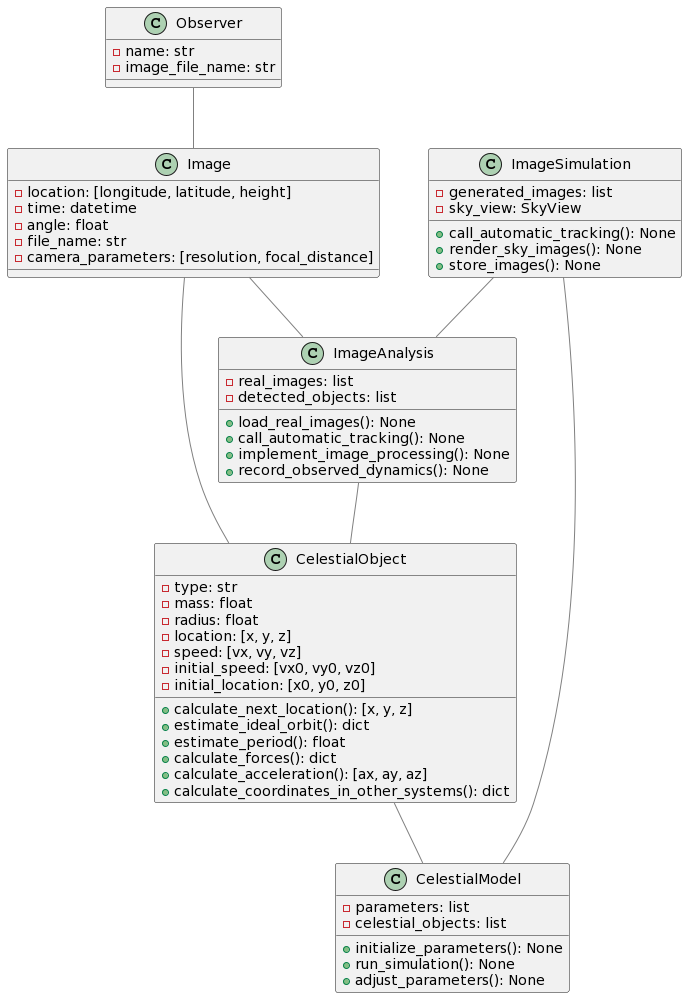 C Observer
name: str
image_file_name: str
C Image
location: [longitude, latitude, height]
time: datetime
angle: float
file_name: str
camera_parameters: [resolution, focal_distance]
C ImageSimulation
generated_images: list
sky_view: SkyView
call_automatic_tracking(): None
render_sky_images(): None
store_images(): None
C ImageAnalysis
real_images: list
detected_objects: list
load_real_images(): None
call_automatic_tracking(): None
implement_image_processing(): None
record_observed_dynamics(): None
C CelestialObject
type: str
mass: float
radius: float
location: [x, y, z]
speed: [vx, vy, vz]
initial_speed: [vx0, vy0, vz0]
initial_location: [x0, y0, z0]
calculate_next_location(): [x, y, z]
estimate_ideal_orbit(): dict
estimate_period(): float
calculate_forces(): dict
calculate_acceleration(): [ax, ay, az]
calculate_coordinates_in_other_systems(): dict
C CelestialModel
parameters: list
celestial_objects: list
initialize_parameters(): None
run_simulation(): None
adjust_parameters(): None